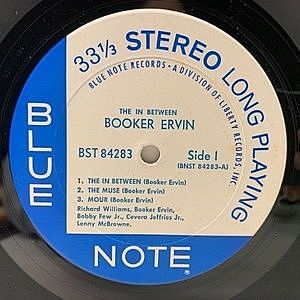 33⅓ STEREO LONG PLAYING
BLUE NOTE RECORDS • A DIVISION OF LIBERTY RECORDS, INC.
THE IN BETWEEN
BOOKER ERVIN
BST 84283
Side I
(BNST 84283-A)
1. THE IN BETWEEN (Booker Ervin)
2. THE MUSE (Booker Ervin)
3. MOUR (Booker Ervin)
Richard Williams, Booker Ervin,
Bobby Few Jr., Cevera Jeffries Jr.,
Lenny McBrowne.
BLUE
NOTE
®